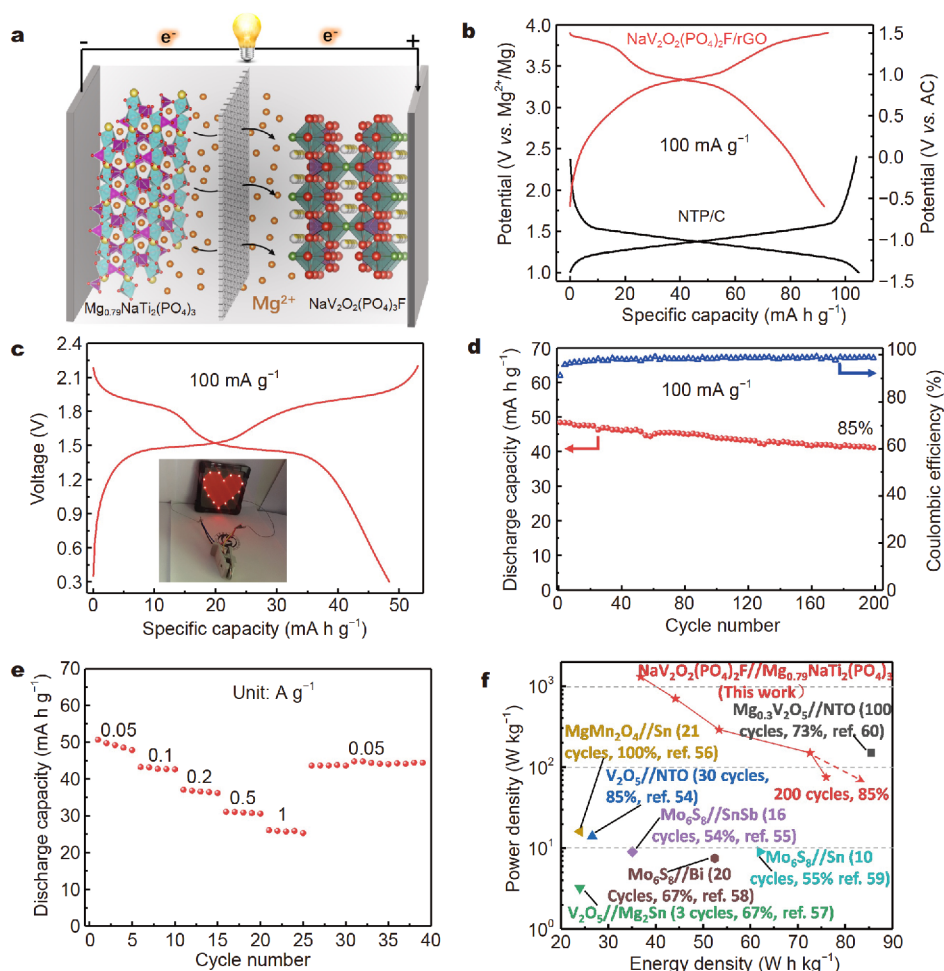 a
e⁻
e⁻
-
+
Mg₀.₇₉NaTi₂(PO₄)₃
Mg²⁺
NaV₂O₂(PO₄)₃F
b
Potential (V vs. Mg²⁺/Mg)
4.0
3.5
3.0
2.5
2.0
1.5
1.0
NaV₂O₂(PO₄)₂F/rGO
100 mA g⁻¹
NTP/C
1.5
1.0
0.5
0.0
−0.5
−1.0
−1.5
Potential (V vs. AC)
0 20 40 60 80 100
Specific capacity (mA h g⁻¹)
c
Voltage (V)
2.4
2.1
1.8
1.5
1.2
0.9
0.6
0.3
100 mA g⁻¹
0 10 20 30 40 50
Specific capacity (mA h g⁻¹)
d
Discharge capacity (mA h g⁻¹)
70
60
50
40
30
20
10
0
100 mA g⁻¹
85%
100
80
60
40
20
0
Coulombic efficiency (%)
0 40 80 120 160 200
Cycle number
e
Discharge capacity (mA h g⁻¹)
70
60
50
40
30
20
10
0
Unit: A g⁻¹
0.05
0.1
0.2
0.5
1
0.05
0 5 10 15 20 25 30 35 40
Cycle number
f
Power density (W kg⁻¹)
10³
10²
10¹
10⁰
NaV₂O₂(PO₄)₂F//Mg₀.₇₉NaTi₂(PO₄)₃
(This work)
Mg₀.₃V₂O₅//NTO (100
cycles, 73%, ref. 60)
MgMn₂O₄//Sn (21
cycles, 100%, ref. 56)
V₂O₅//NTO (30 cycles,
85%, ref. 54)
200 cycles, 85%
Mo₆S₈//SnSb (16
cycles, 54%, ref. 55)
Mo₆S₈//Sn (10
cycles, 55% ref. 59)
Mo₆S₈//Bi (20
Cycles, 67%, ref. 58)
V₂O₅//Mg₂Sn (3 cycles, 67%, ref. 57)
20 30 40 50 60 70 80 90
Energy density (W h kg⁻¹)